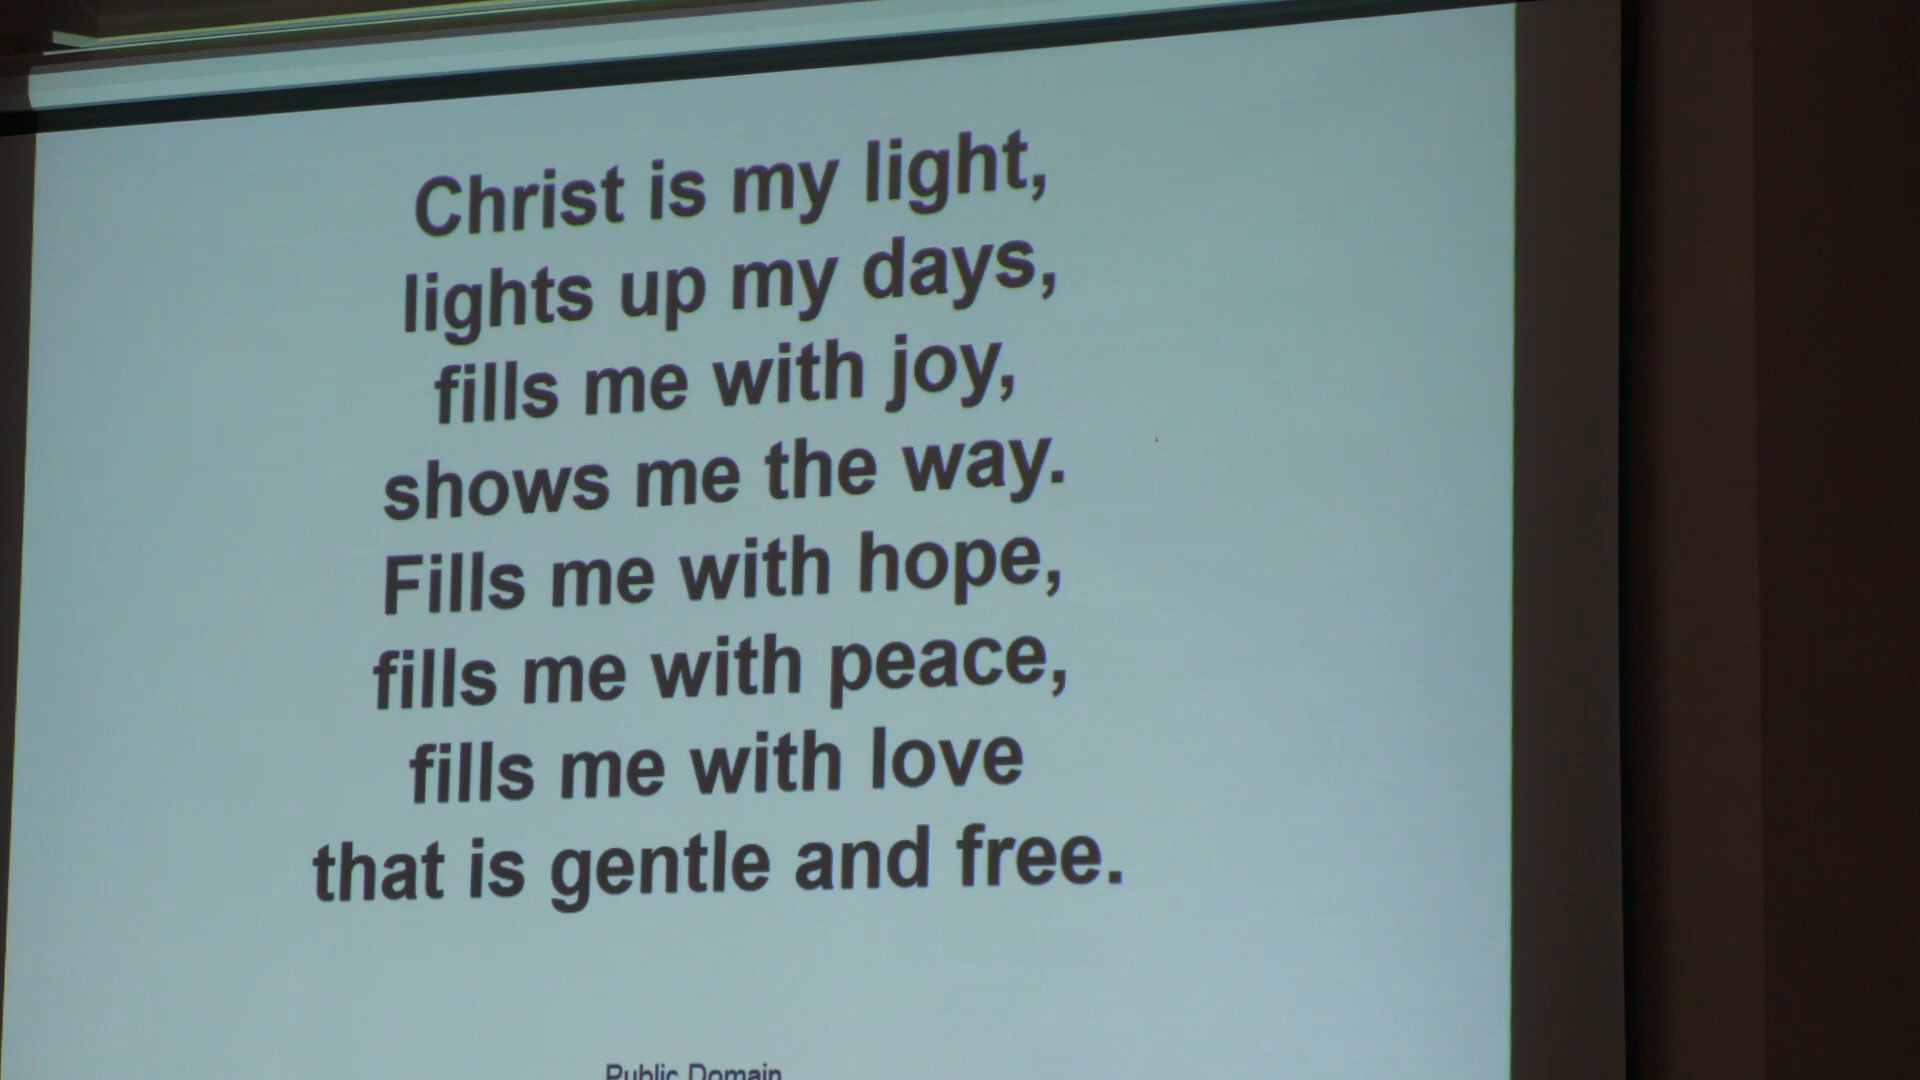 Christ is my light,
lights up my days,
fills me with joy,
shows me the way.
Fills me with hope,
fills me with peace,
fills me with love
that is gentle and free.
Public Domain